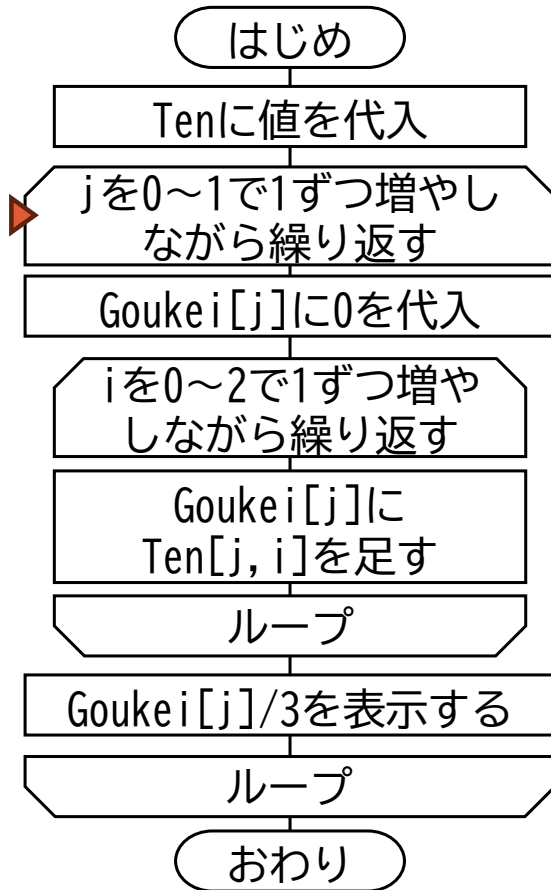 はじめ
Tenに値を代入
jを0～1で1ずつ増やし
ながら繰り返す
Goukei[j]に0を代入
iを0～2で1ずつ増や
しながら繰り返す
Goukei[j]に
Ten[j,i]を足す
ループ
Goukei[j]/3を表示する
ループ
おわり